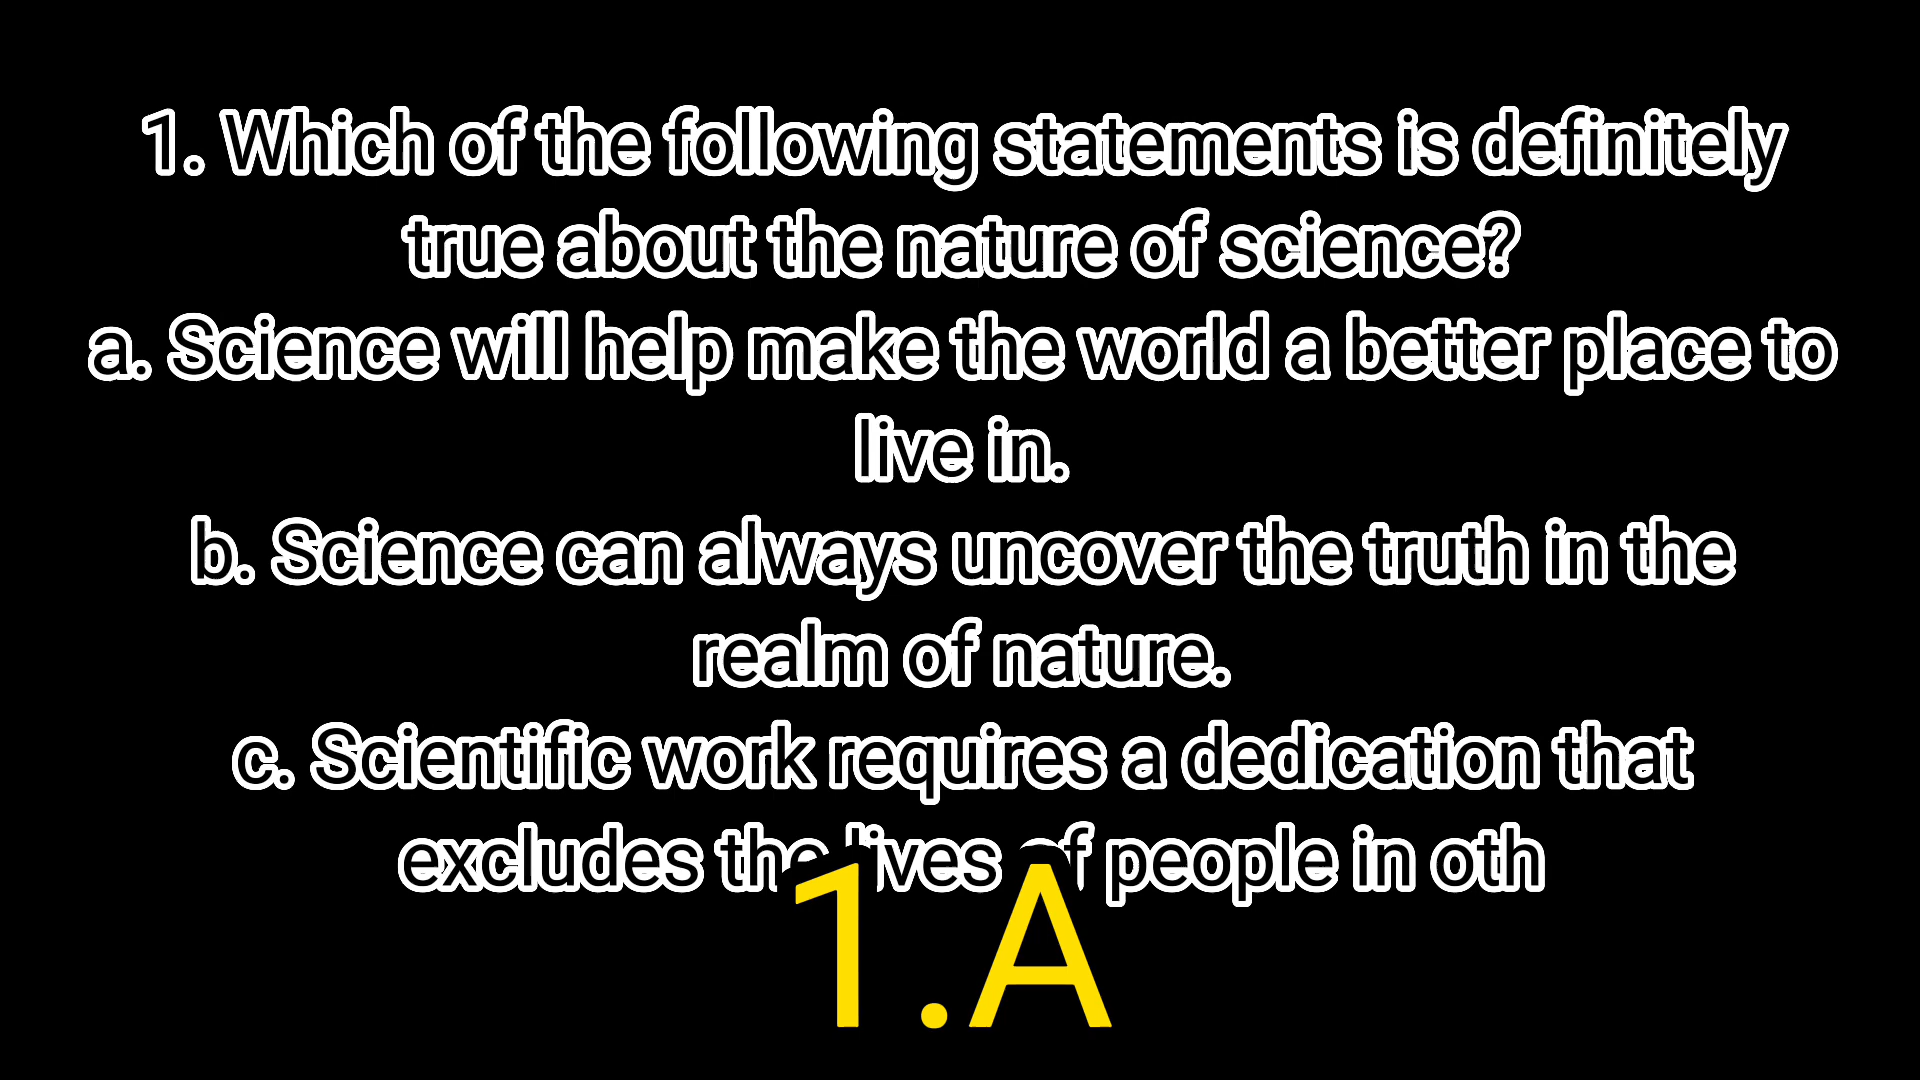 1. Which of the following statements is definitely
true about the nature of science?
a. Science will help make the world a better place to
live in.
b. Science can always uncover the truth in the
realm of nature.
c. Scientific work requires a dedication that
excludes the lives of people in oth
1.A